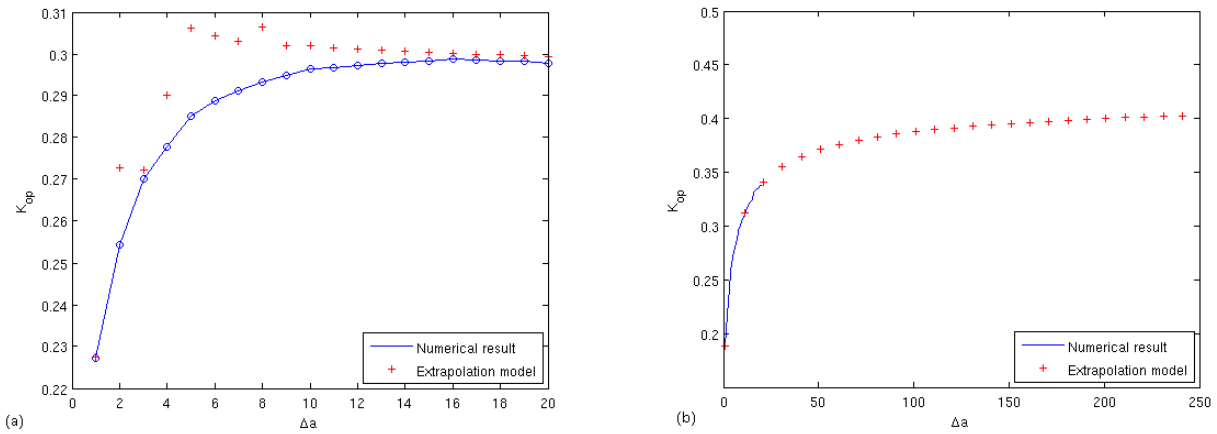 0.31
0.3
0.29
0.28
0.27
0.26
0.25
0.24
0.23
0.22
K_op
0 2 4 6 8 10 12 14 16 18 20
Δa
Numerical result
Extrapolation model
(a)
0.5
0.45
0.4
0.35
0.3
0.25
0.2
K_op
0 50 100 150 200 250
Δa
Numerical result
Extrapolation model
(b)